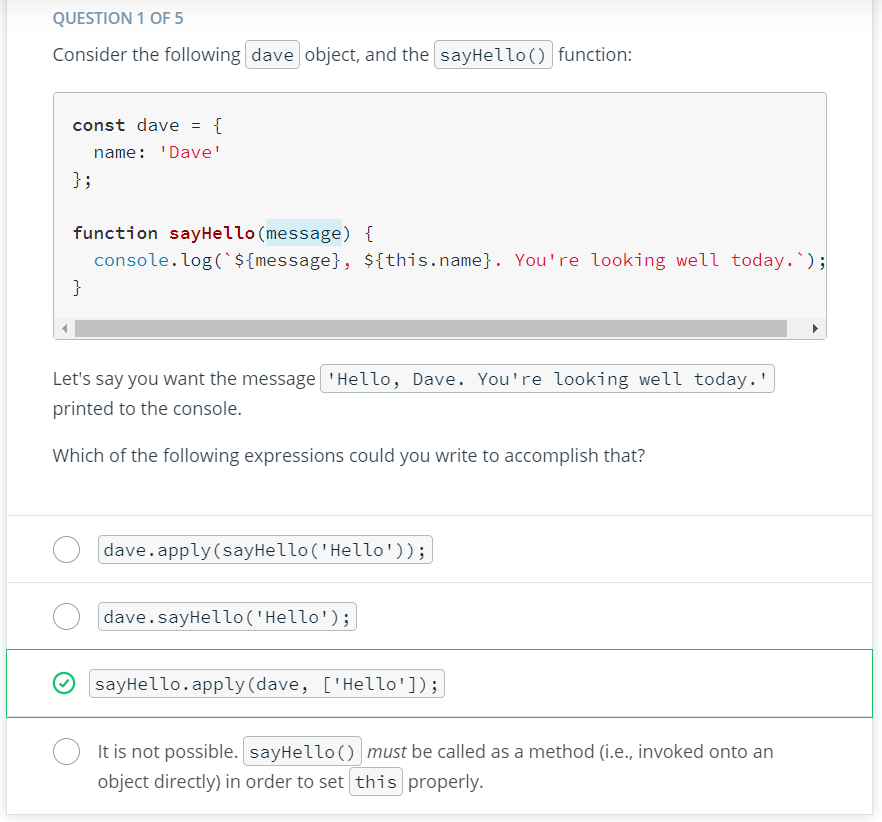 QUESTION 1 OF 5
Consider the following dave object, and the sayHello() function:
const dave = {
  name: 'Dave'
};
function sayHello(message) {
  console.log(`${message}, ${this.name}. You're looking well today.`);
}
Let's say you want the message 'Hello, Dave. You're looking well today.'
printed to the console.
Which of the following expressions could you write to accomplish that?
dave.apply(sayHello('Hello'));
dave.sayHello('Hello');
sayHello.apply(dave, ['Hello']);
It is not possible. sayHello() must be called as a method (i.e., invoked onto an
object directly) in order to set this properly.